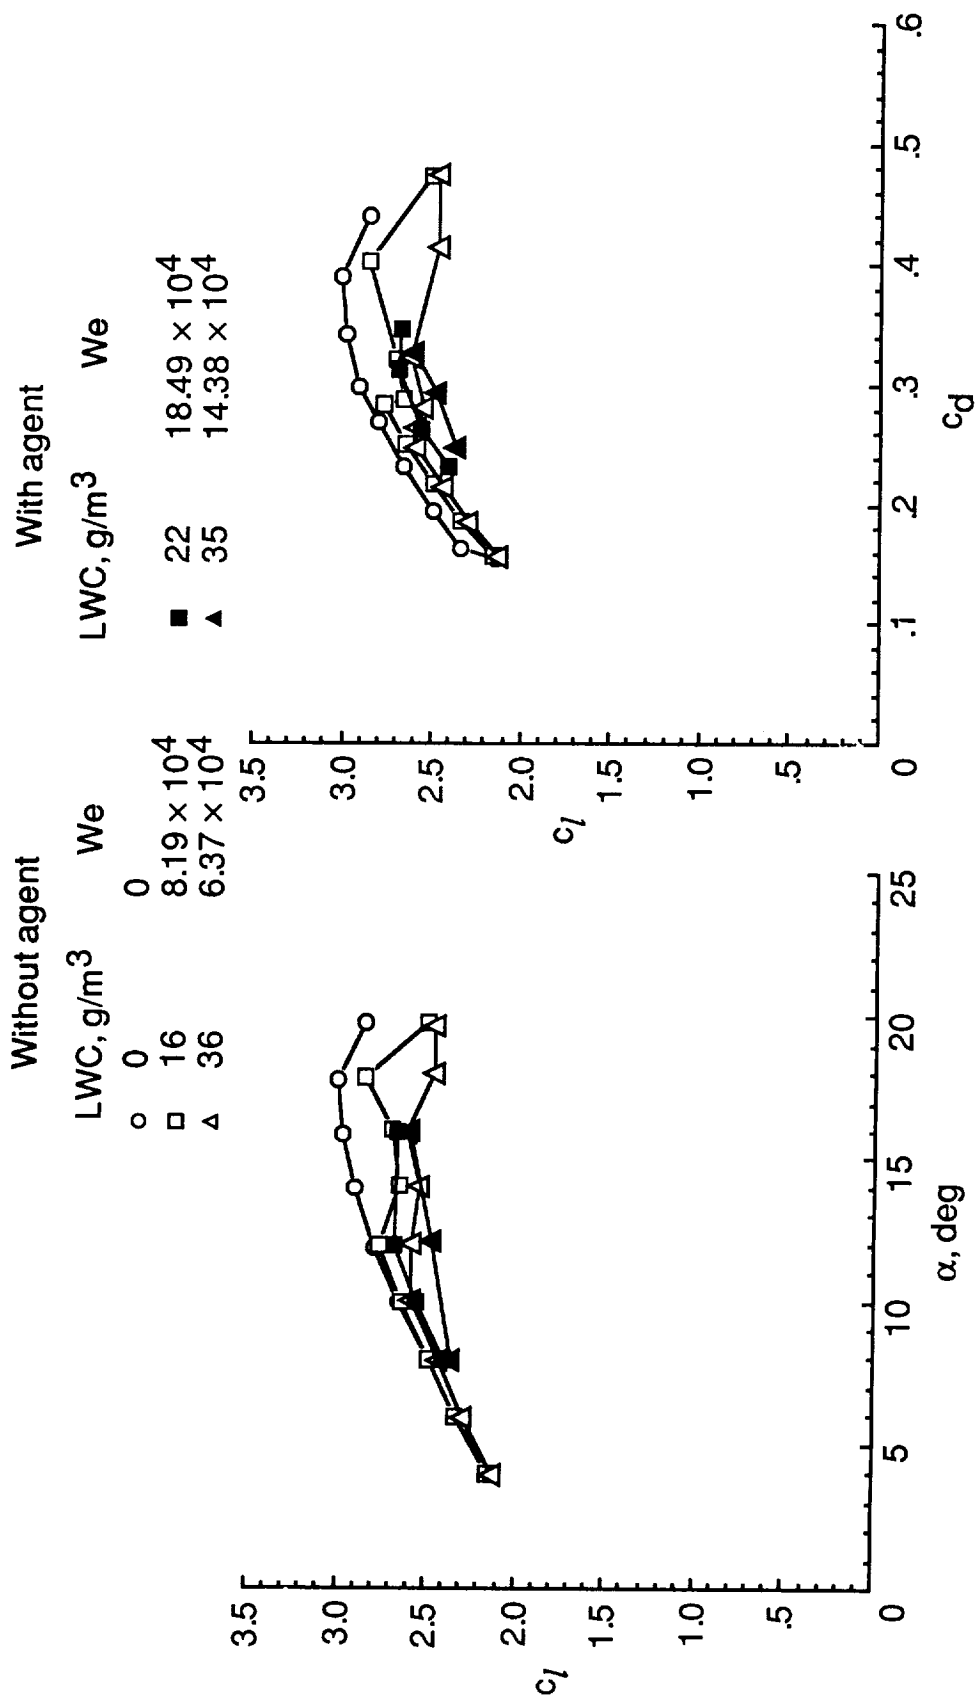 Without agent
With agent
LWC, g/m3 We
LWC, g/m3 We
0 0
16 8.19 × 10⁴
22 18.49 × 10⁴
36 6.37 × 10⁴
35 14.38 × 10⁴
3.5
3.0
2.5
2.0
1.5
1.0
.5
0
cl
5
10
15
20
25
α, deg
3.5
3.0
2.5
2.0
1.5
1.0
.5
0
cl
.1
.2
.3
.4
.5
.6
cd